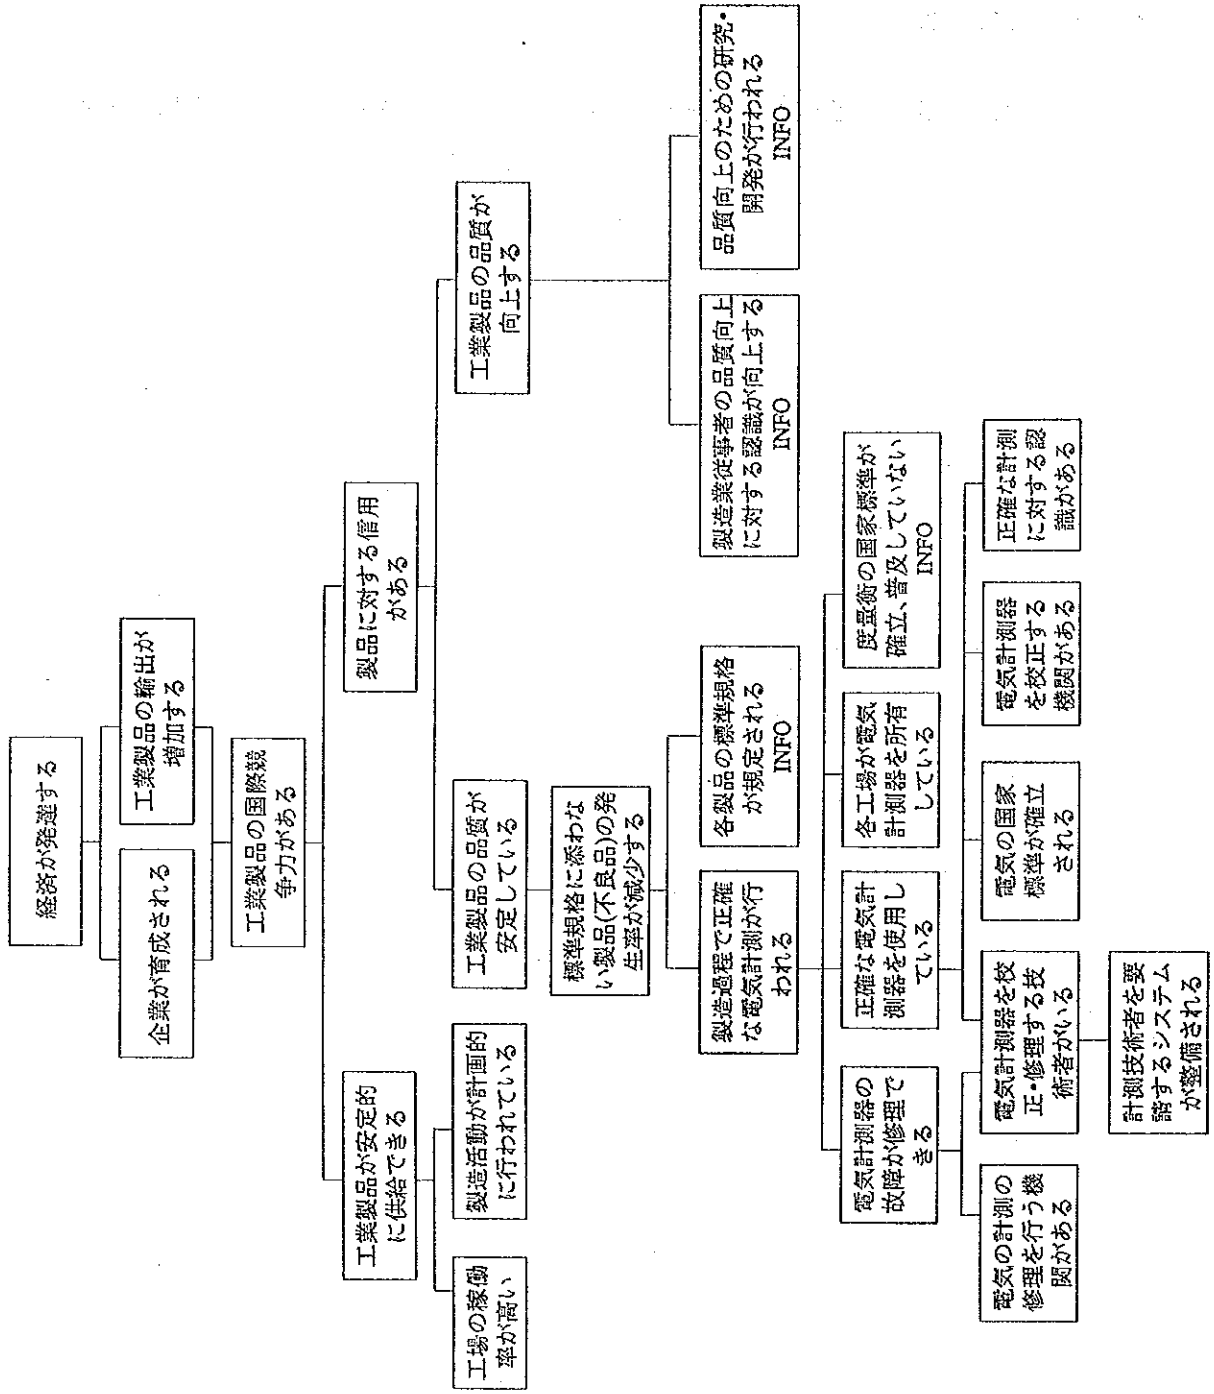 経済が発達する
企業が育成される
工業製品の輸出が
増加する
工業製品の国際競
争力がある
工業製品が安定的
に供給できる
製品に対する信用
がある
工場の稼働
率が高い
製造活動が計画的
に行われている
工業製品の品質が
安定している
工業製品の品質が
向上する
標準規格に添わな
い製品(不良品)の発
生率が減少する
製造過程で正確
な電気計測が行
われる
各製品の標準規格
が規定される
INFO
製造業従事者の品質向上
に対する認識が向上する
INFO
品質向上のための研究・
開発が行われる
INFO
電気計測器の
故障が修理で
きる
正確な電気計
測器を使用し
ている
各工場が電気
計測器を所有
している
度量衡の国家標準が
確立、普及していない
INFO
電気の計測の
修理を行う機
関がある
電気計測器を校
正・修理する技
術者がいる
電気の国家
標準が確立
される
電気計測器
を校正する
機関がある
正確な計測
に対する認
識がある
計測技術者を要
請するシステム
が整備される